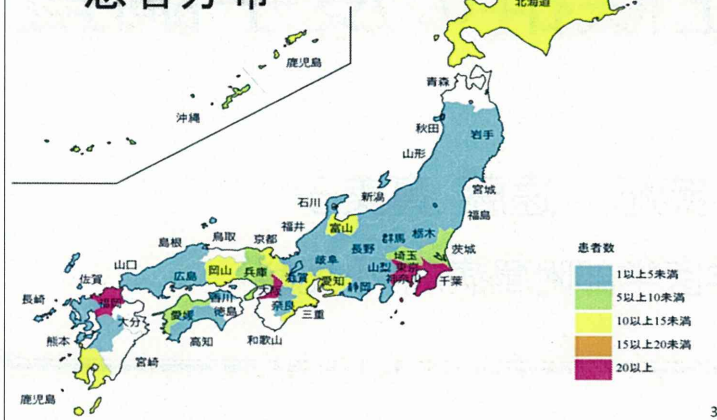 患者分布
北海道
鹿児島
沖縄
青森
秋田
岩手
山形
宮城
石川
新潟
福島
福井
富山
群馬
栃木
茨城
島根
鳥取
京都
長野
埼玉
山口
広島
岡山
兵庫
滋賀
岐阜
山梨
東京
千葉
佐賀
愛知
静岡
神奈川
長崎
福岡
香川
大阪
奈良
三重
大分
愛媛
徳島
熊本
高知
和歌山
宮崎
鹿児島
患者数
1以上5未満
5以上10未満
10以上15未満
15以上20未満
20以上
3